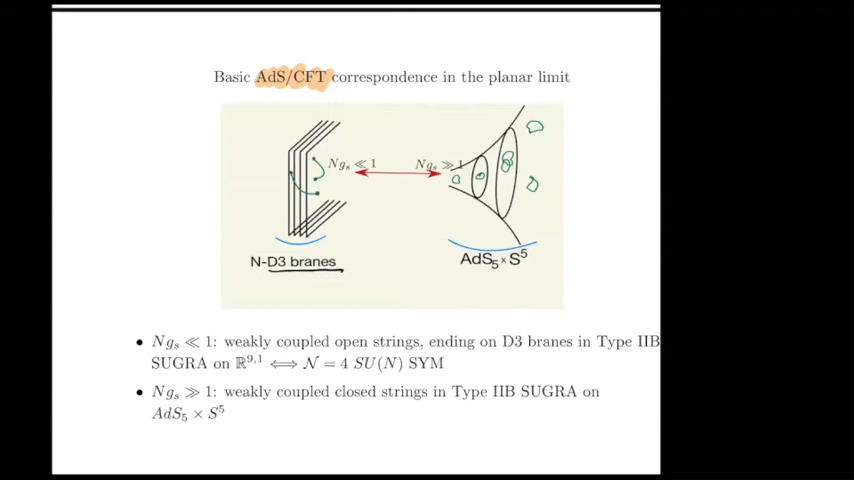 Basic AdS/CFT correspondence in the planar limit
Ng_s ≪ 1 Ng_s ≫ 1
N-D3 branes AdS_5 × S^5
• Ng_s ≪ 1: weakly coupled open strings, ending on D3 branes in Type IIB
SUGRA on ℝ^{9,1} ⟺ 𝒩 = 4 SU(N) SYM
• Ng_s ≫ 1: weakly coupled closed strings in Type IIB SUGRA on
AdS_5 × S^5